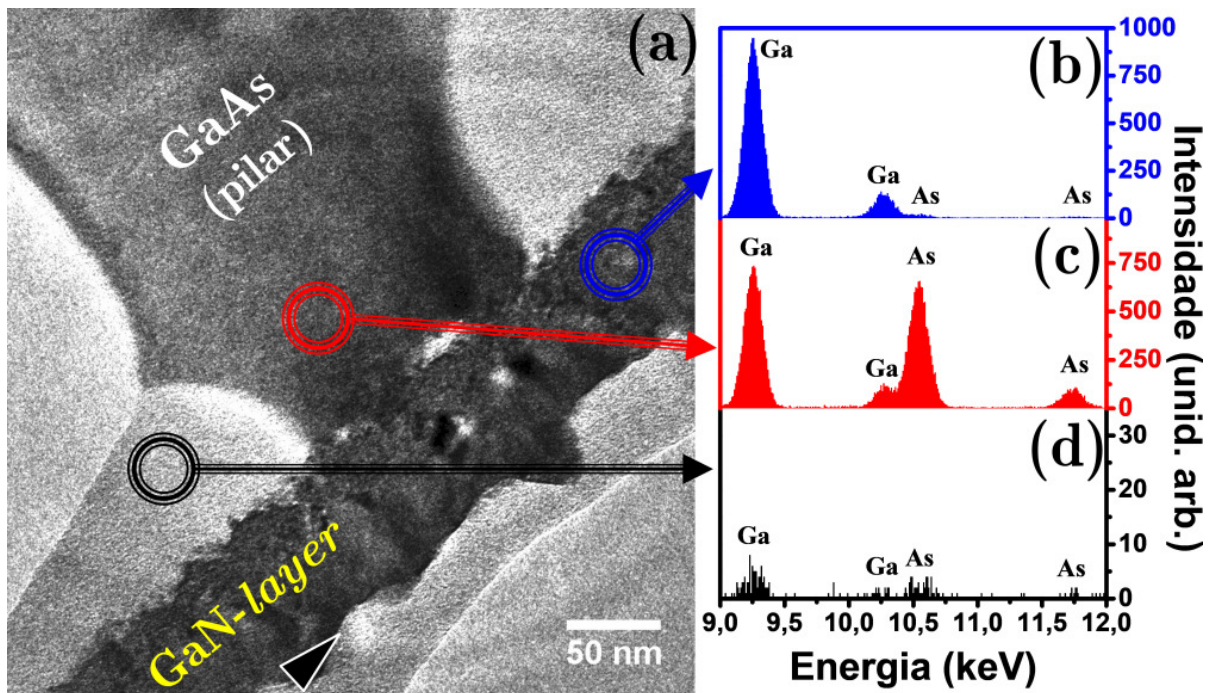 (a)
GaAs
(pilar)
GaN-layer
50 nm
(b)
Ga
Ga
As
As
1000
750
500
250
0
(c)
Ga
Ga
As
As
750
500
250
0
(d)
Ga
Ga
As
As
30
20
10
0
9,0 9,5 10,0 10,5 11,0 11,5 12,0
Energia (keV)
Intensidade (unid. arb.)